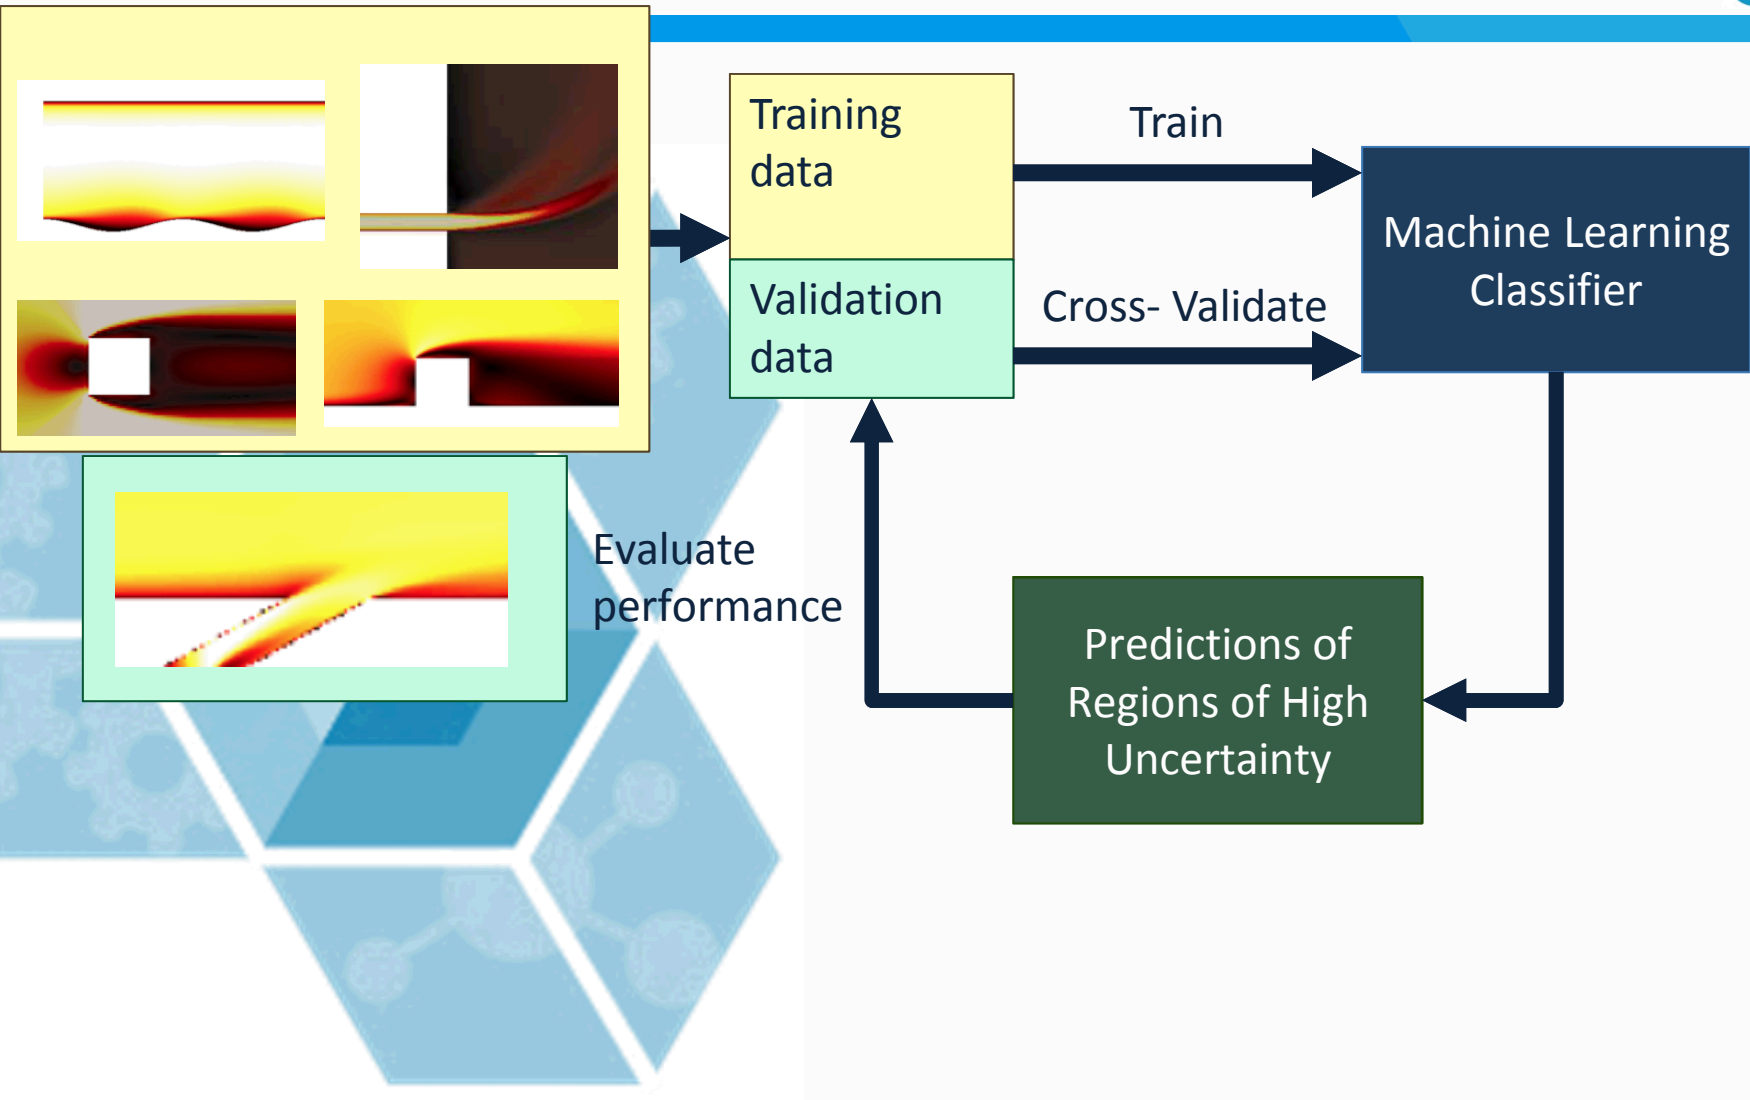 Training
data
Train
Machine Learning
Classifier
Validation
data
Cross- Validate
Evaluate
performance
Predictions of
Regions of High
Uncertainty